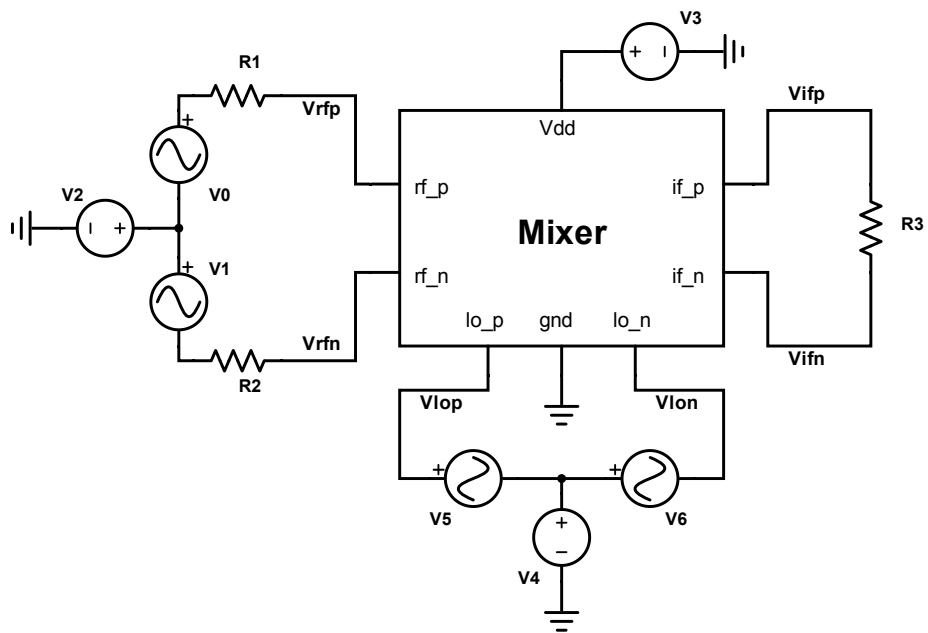 V3
R1
+ −
Vrfp
Vifp
+
Vdd
rf_p
if_p
V2
V0
− +
Mixer
R3
V1
+
rf_n
if_n
Vrfn
lo_p gnd lo_n
R2
Vifn
Vlop
Vlon
+
+
V5
V6
+
−
V4